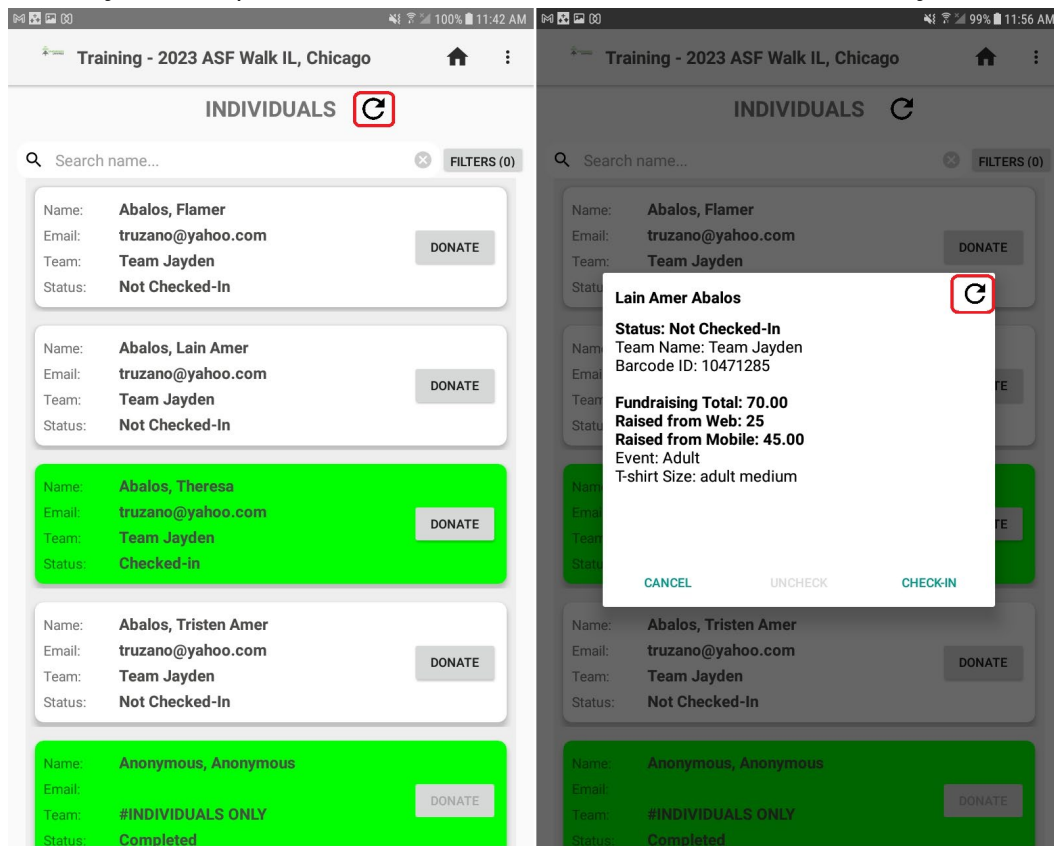 100% 11:42 AM
Training - 2023 ASF Walk IL, Chicago
INDIVIDUALS
Search name...
FILTERS (0)
Name: Abalos, Flamer
Email: truzano@yahoo.com
DONATE
Team: Team Jayden
Status: Not Checked-In
Name: Abalos, Lain Amer
Email: truzano@yahoo.com
DONATE
Team: Team Jayden
Status: Not Checked-In
Name: Abalos, Theresa
Email: truzano@yahoo.com
DONATE
Team: Team Jayden
Status: Checked-in
Name: Abalos, Tristen Amer
Email: truzano@yahoo.com
DONATE
Team: Team Jayden
Status: Not Checked-In
Name: Anonymous, Anonymous
Email:
DONATE
Team: #INDIVIDUALS ONLY
Status: Completed
99% 11:56 AM
Training - 2023 ASF Walk IL, Chicago
INDIVIDUALS
Search name...
FILTERS (0)
Name: Abalos, Flamer
Email: truzano@yahoo.com
DONATE
Team: Team Jayden
Lain Amer Abalos
Status: Not Checked-In
Team Name: Team Jayden
Barcode ID: 10471285
Fundraising Total: 70.00
Raised from Web: 25
Raised from Mobile: 45.00
Event: Adult
T-shirt Size: adult medium
CANCEL UNCHECK CHECK-IN
Name: Abalos, Tristen Amer
Email: truzano@yahoo.com
DONATE
Team: Team Jayden
Status: Not Checked-In
Name: Anonymous, Anonymous
Email:
DONATE
Team: #INDIVIDUALS ONLY
Status: Completed